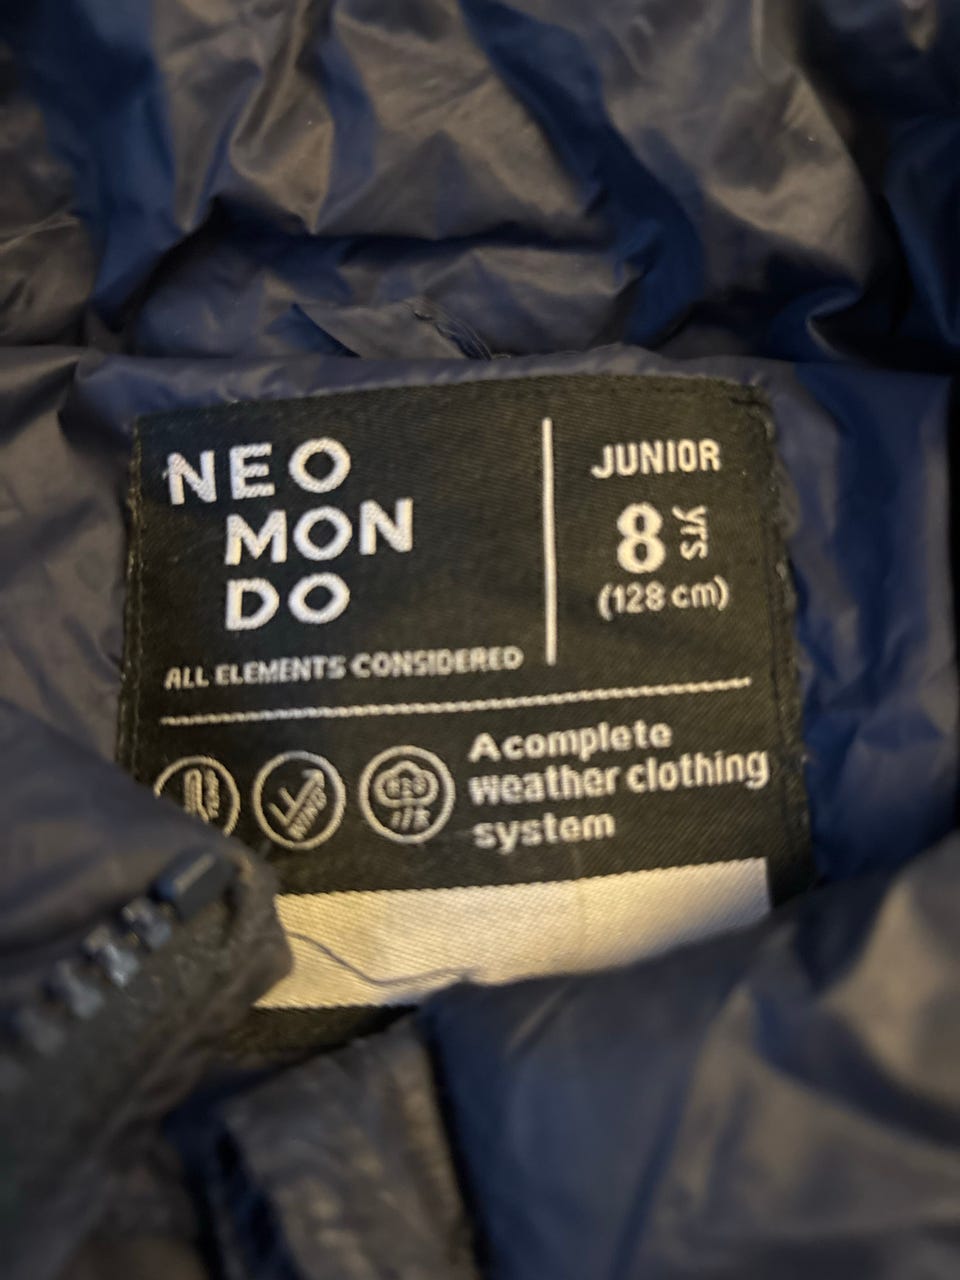 NEO
MON
DO
ALL ELEMENTS CONSIDERED
JUNIOR
8 yrs
(128 cm)
A complete
weather clothing
system